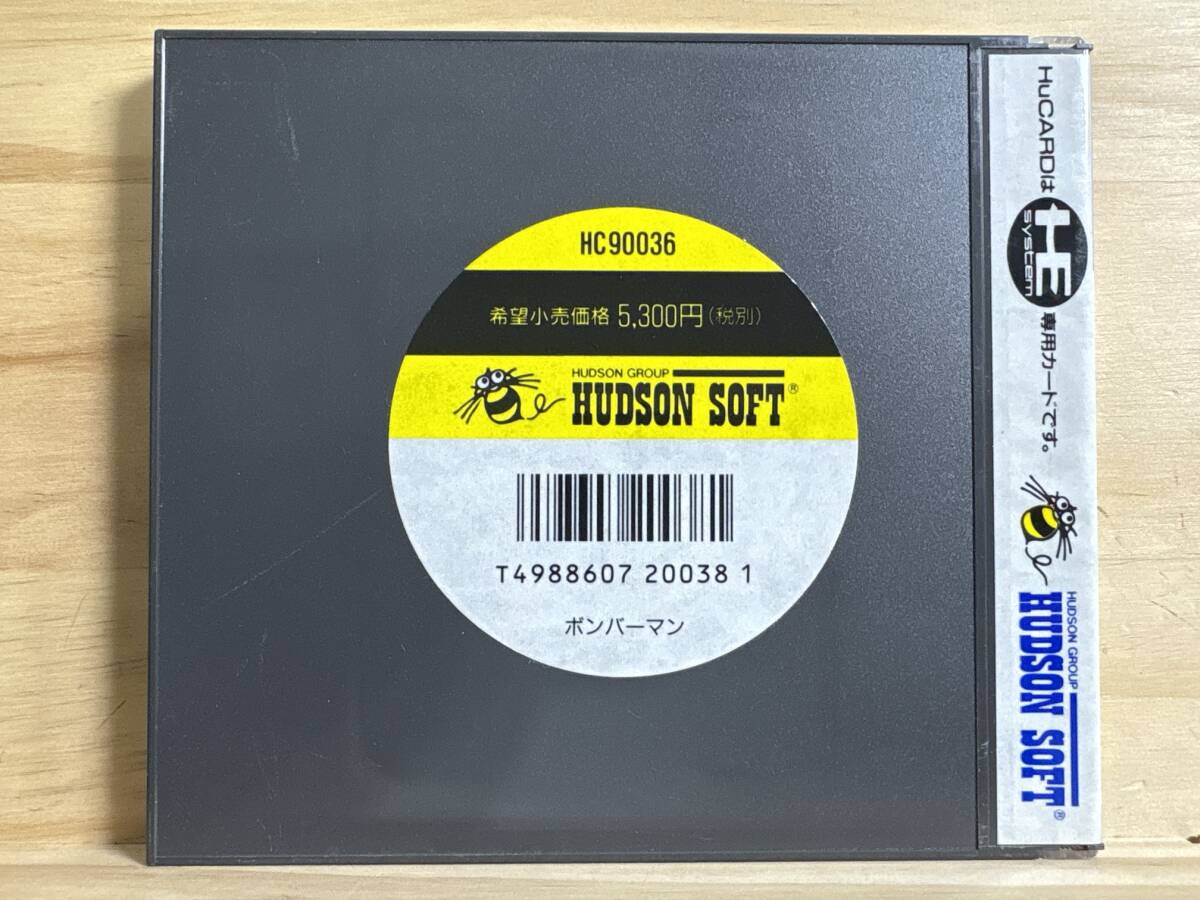 HC90036
希望小売価格 5,300円(税別)
HUDSON GROUP
HUDSON SOFT®
T4988607 20038 1
ボンバーマン
HuCARDは HE system 専用カードです。
HUDSON GROUP
HUDSON SOFT®